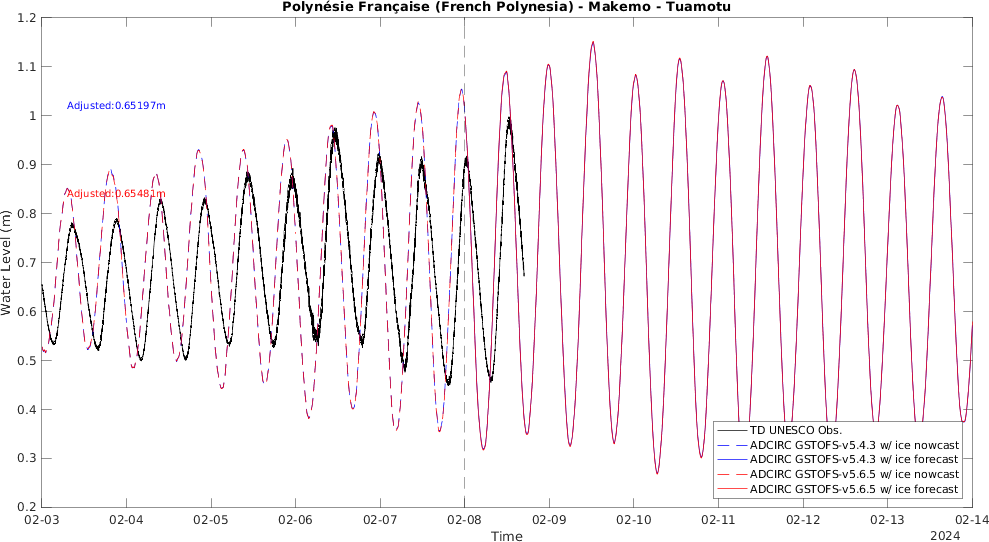 Polynésie Française (French Polynesia) - Makemo - Tuamotu
1.2
1.1
1
0.9
0.8
0.7
0.6
0.5
0.4
0.3
0.2
Water Level (m)
Adjusted:0.65197m
Adjusted:0.65481m
TD UNESCO Obs.
ADCIRC GSTOFS-v5.4.3 w/ ice nowcast
ADCIRC GSTOFS-v5.4.3 w/ ice forecast
ADCIRC GSTOFS-v5.6.5 w/ ice nowcast
ADCIRC GSTOFS-v5.6.5 w/ ice forecast
02-03 02-04 02-05 02-06 02-07 02-08 02-09 02-10 02-11 02-12 02-13 02-14
Time
2024